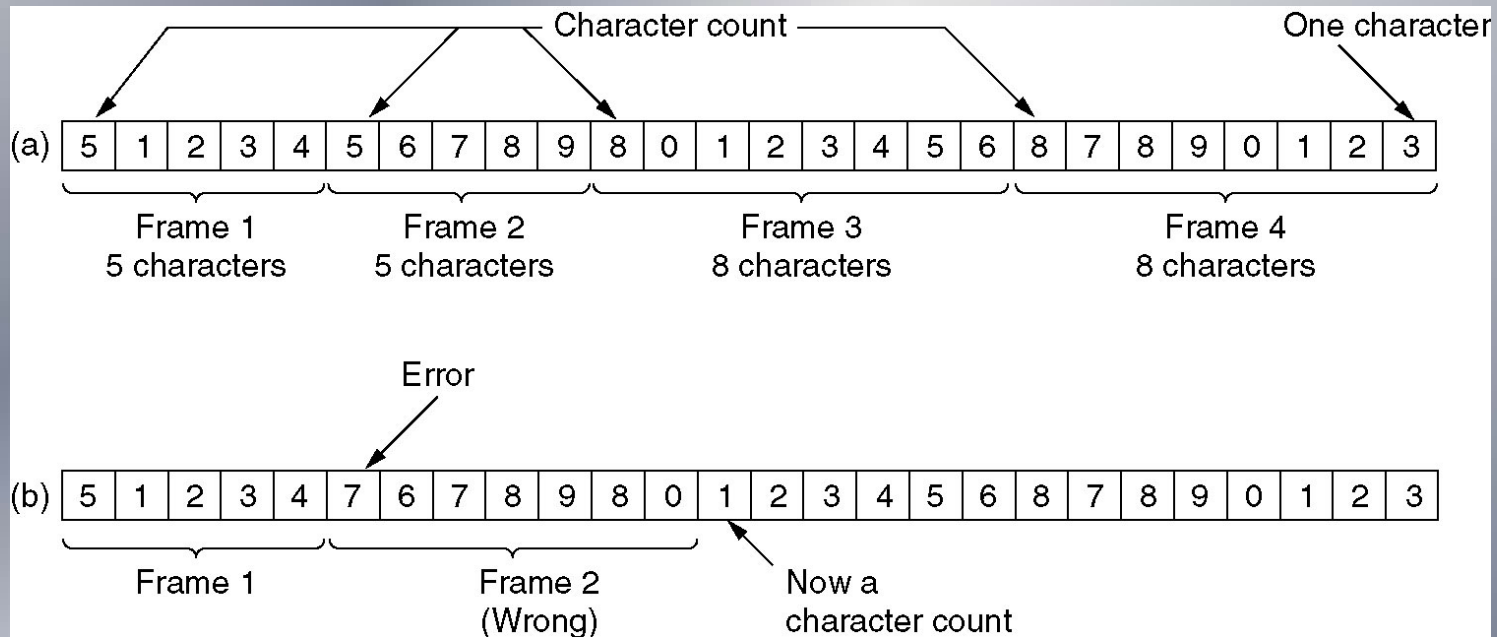 Character count
One character
(a) 5 1 2 3 4 5 6 7 8 9 8 0 1 2 3 4 5 6 8 7 8 9 0 1 2 3
Frame 1
5 characters
Frame 2
5 characters
Frame 3
8 characters
Frame 4
8 characters
Error
(b) 5 1 2 3 4 7 6 7 8 9 8 0 1 2 3 4 5 6 8 7 8 9 0 1 2 3
Frame 1
Frame 2
(Wrong)
Now a
character count